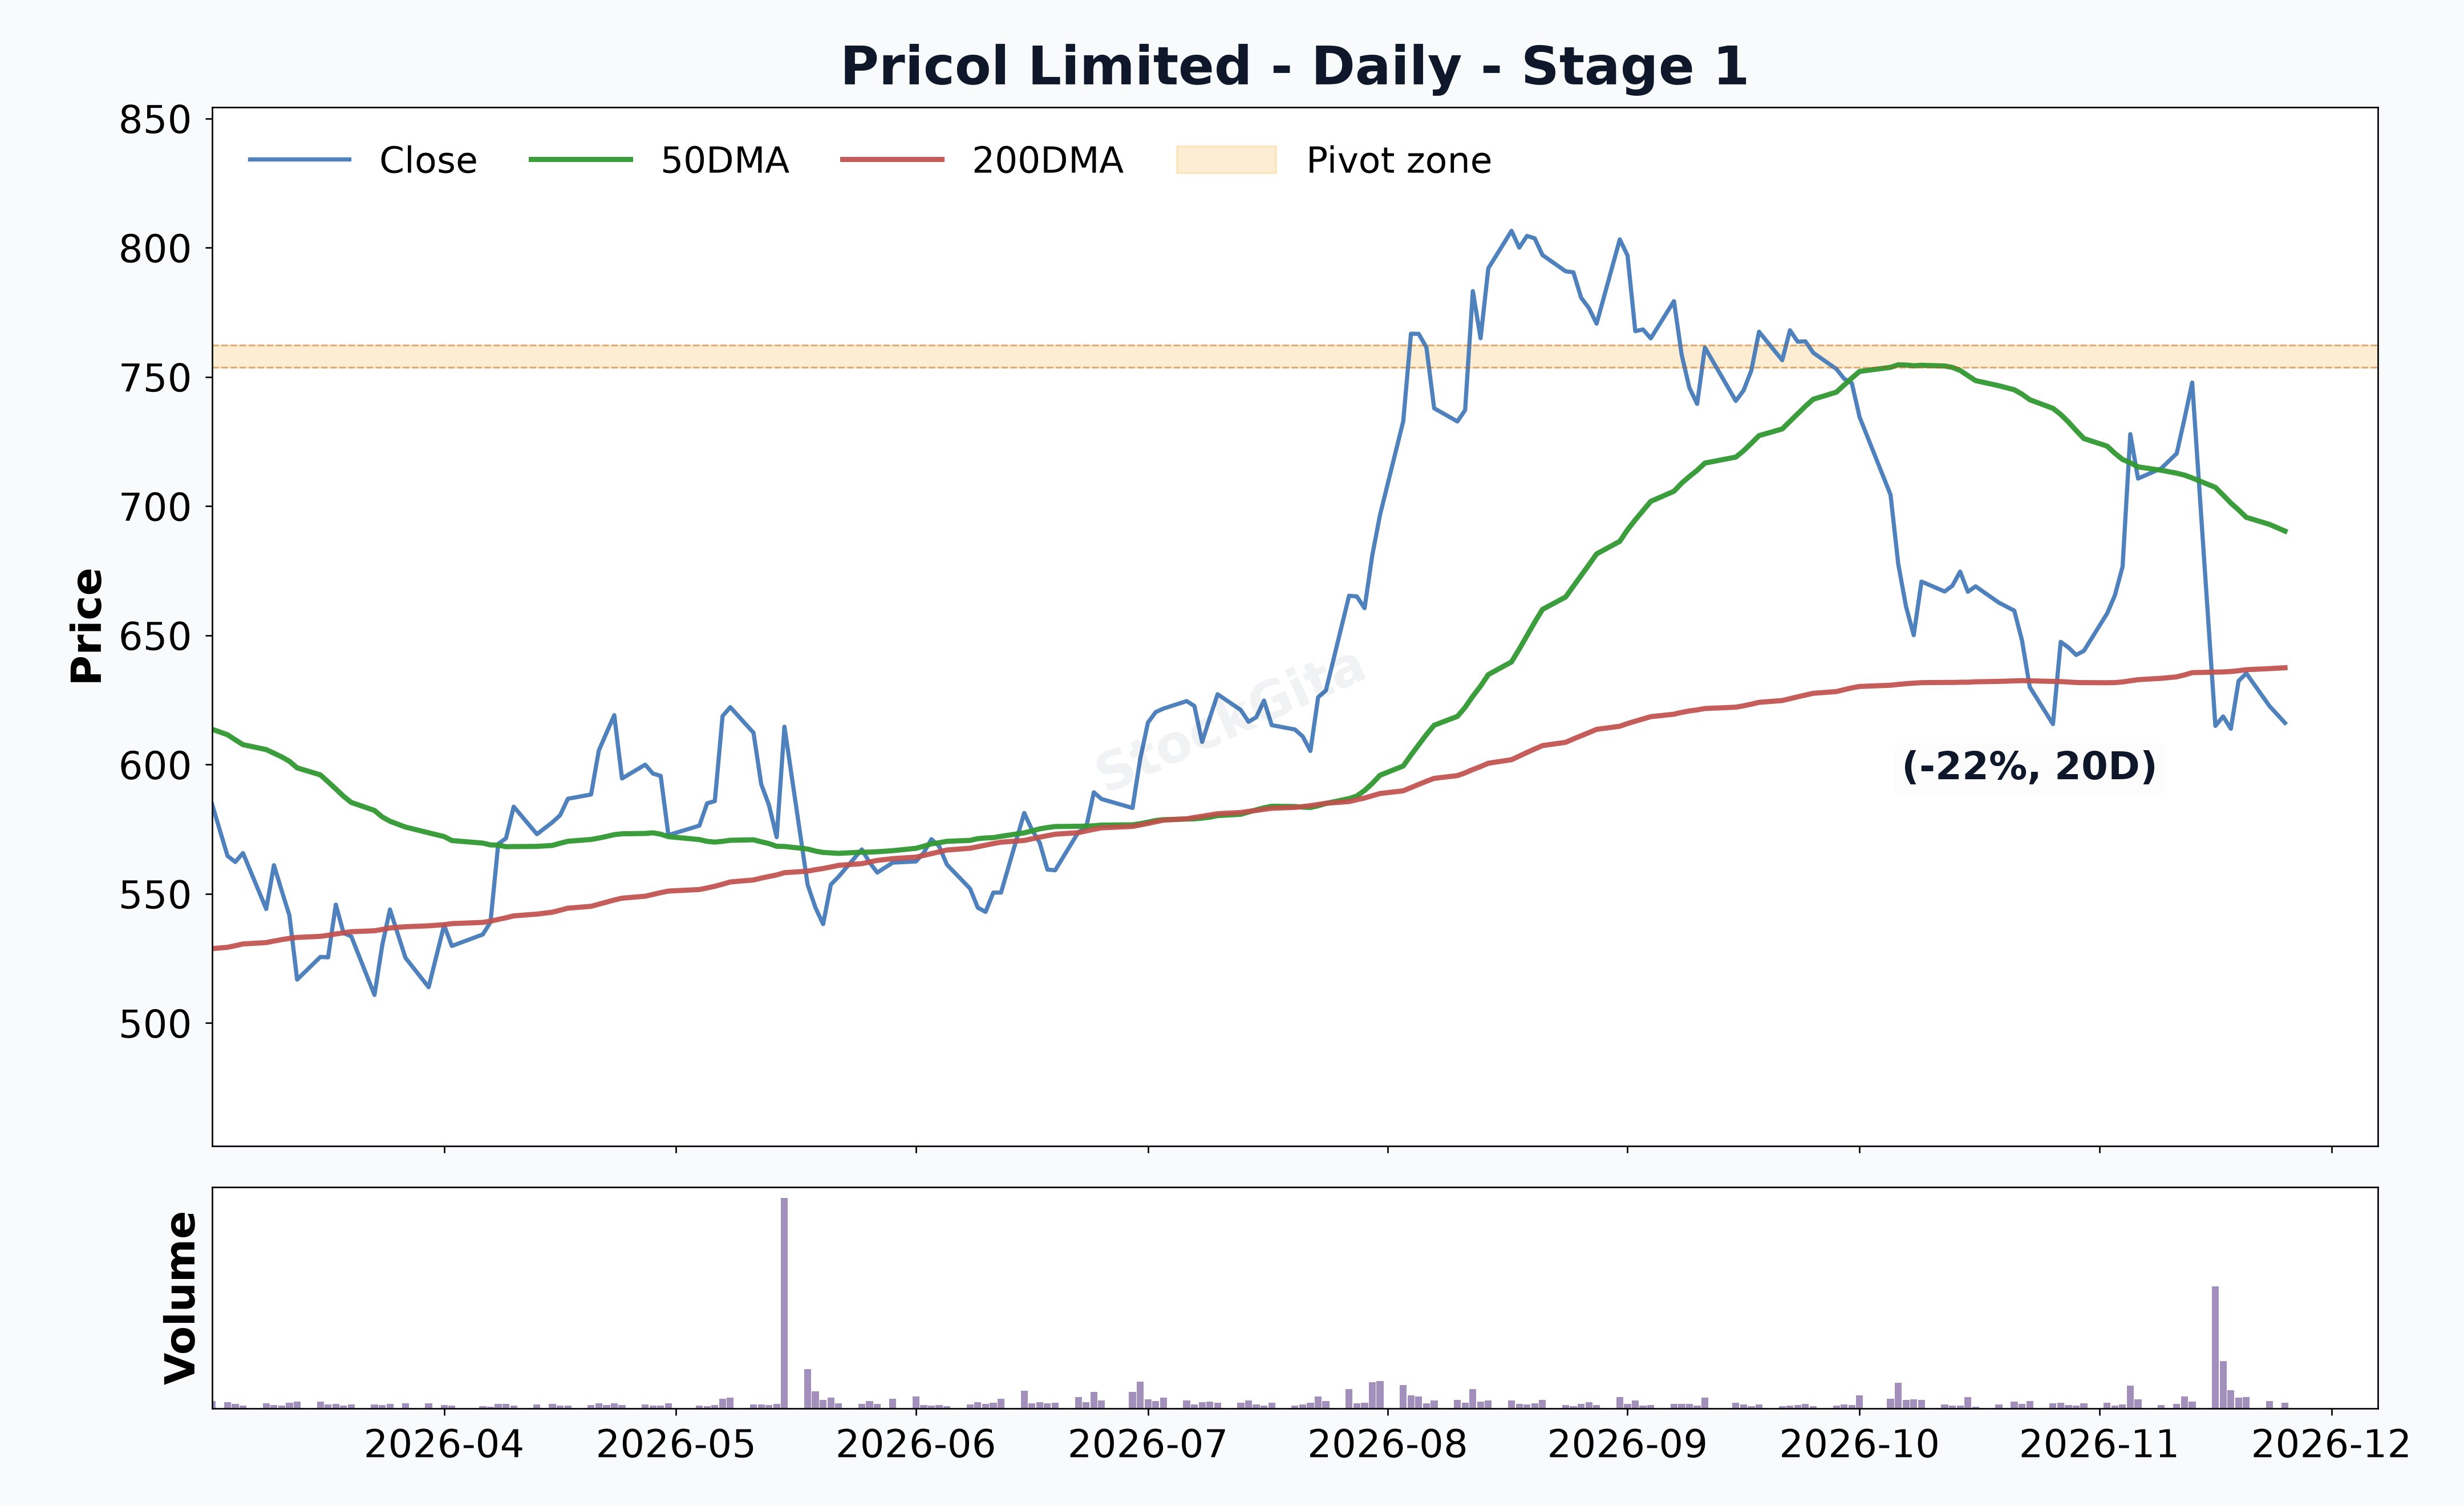 Pricol Limited - Daily - Stage 1
Close 50DMA 200DMA Pivot zone
850
800
750
700
650
600
550
500
Price
StockGita
(-22%, 20D)
Volume
2026-04 2026-05 2026-06 2026-07 2026-08 2026-09 2026-10 2026-11 2026-12